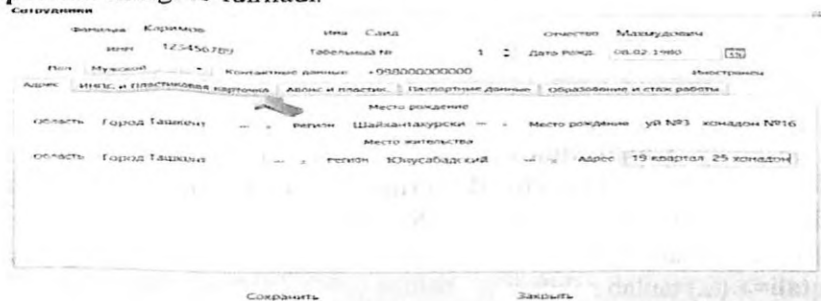 Сотрудники
Фамилия Каримов Имя Саид Отчество Махмудович
ИНН 123456789 Табельный № 1 Дата Рожд. 08.02.1980
Пол Мужской Контактные данные +998000000000 Иностранец
Адрес ИНПС и Пластиковая карточка Аванс и пластик. Паспортные данные Образование и стаж работы
Место рождение
Область Город Ташкент ... регион Шайхантахурски ... Место рождение уй №3 хонадон №16
Место жительства
Область Город Ташкент ... регион Юнусабадский ... Адрес 19 квартал 25 хонадон
Сохранить Закрыть